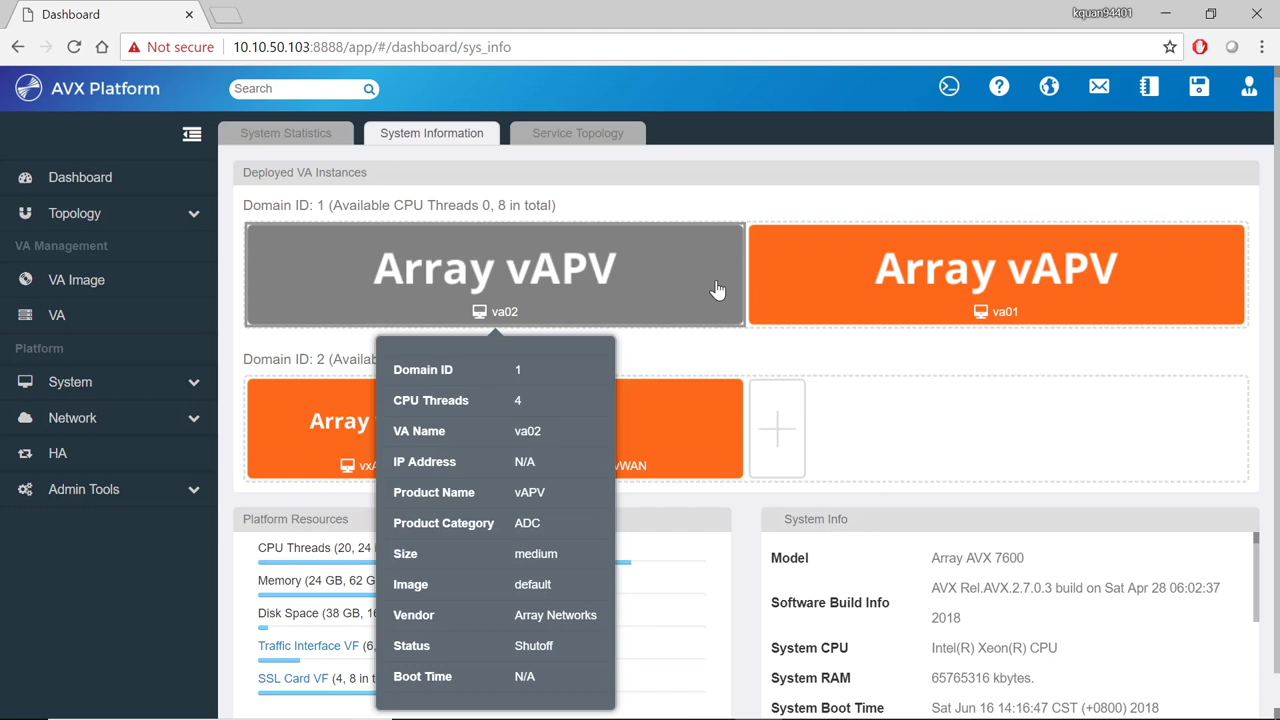 Dashboard
kquan94401
Not secure
10.10.50.103:8888/app/#/dashboard/sys_info
AVX Platform
Search
Dashboard
Topology
VA Management
VA Image
VA
Platform
System
Network
HA
Admin Tools
System Statistics
System Information
Service Topology
Deployed VA Instances
Domain ID: 1 (Available CPU Threads 0, 8 in total)
Array vAPV
va02
Array vAPV
va01
Domain ID: 2 (Availab
Array
vWAN
Domain ID 1
CPU Threads 4
VA Name va02
IP Address N/A
Product Name vAPV
Product Category ADC
Size medium
Image default
Vendor Array Networks
Status Shutoff
Boot Time N/A
Platform Resources
CPU Threads (20, 24
Memory (24 GB, 62 G
Disk Space (38 GB, 16
Traffic Interface VF (6,
SSL Card VF (4, 8 in t
System Info
Model Array AVX 7600
Software Build Info AVX Rel.AVX.2.7.0.3 build on Sat Apr 28 06:02:37
2018
System CPU Intel(R) Xeon(R) CPU
System RAM 65765316 kbytes.
System Boot Time Sat Jun 16 14:16:47 CST (+0800) 2018